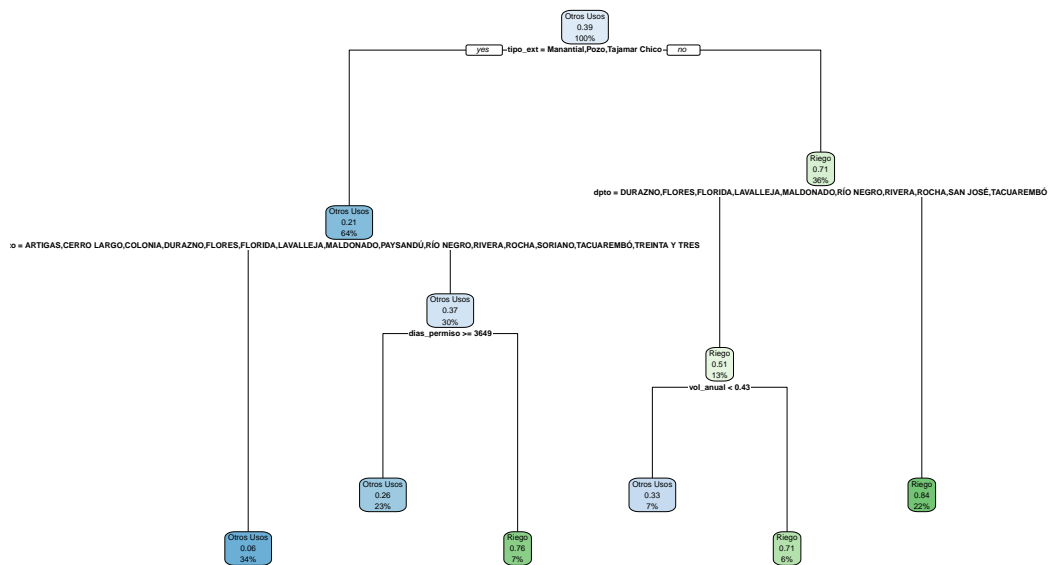 Otros Usos
0.39
100%
yes tipo_ext = Manantial,Pozo,Tajamar Chico no
Riego
0.71
36%
dpto = DURAZNO,FLORES,FLORIDA,LAVALLEJA,MALDONADO,RÍO NEGRO,RIVERA,ROCHA,SAN JOSÉ,TACUAREMBÓ
Otros Usos
0.21
64%
= ARTIGAS,CERRO LARGO,COLONIA,DURAZNO,FLORES,FLORIDA,LAVALLEJA,MALDONADO,PAYSANDÚ,RÍO NEGRO,RIVERA,ROCHA,SORIANO,TACUAREMBÓ,TREINTA Y TRES
Otros Usos
0.37
30%
dias_permiso >= 3649
Riego
0.51
13%
vol_anual < 0.43
Otros Usos
0.26
23%
Otros Usos
0.33
7%
Riego
0.84
22%
Otros Usos
0.06
34%
Riego
0.76
7%
Riego
0.71
6%